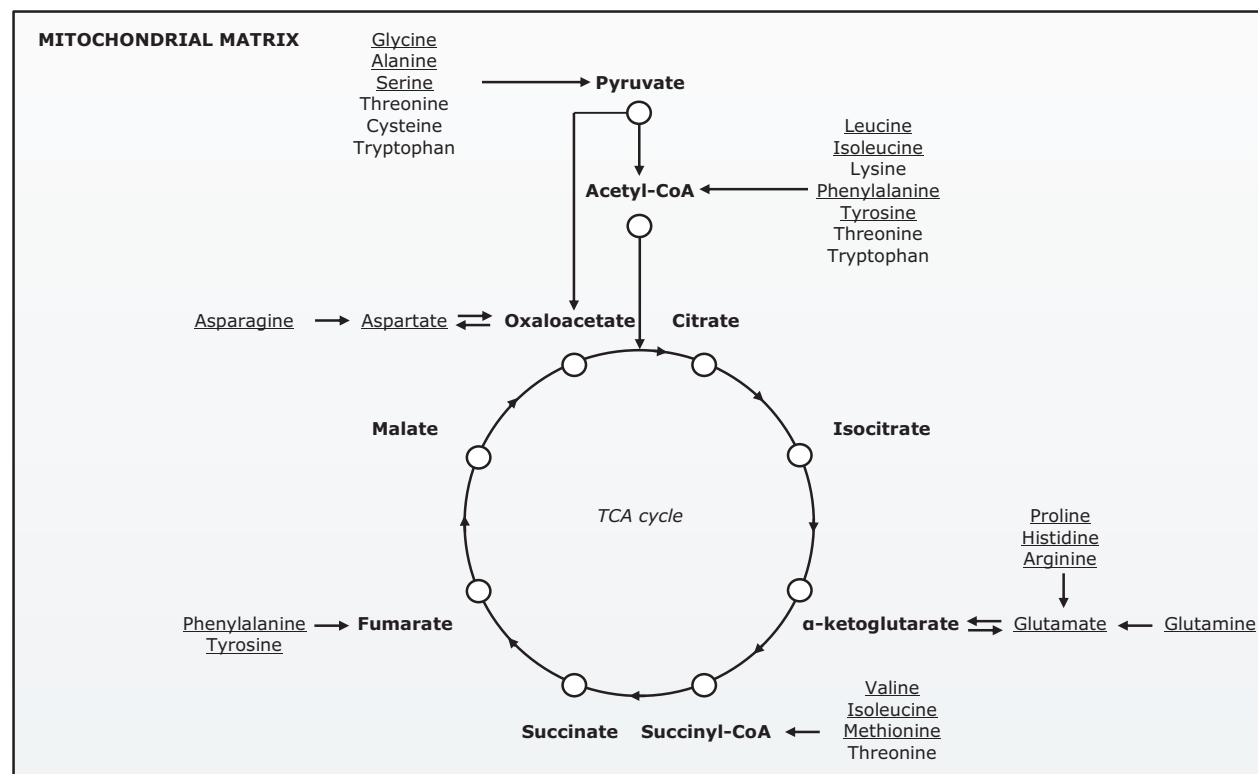 MITOCHONDRIAL MATRIX
Glycine
Alanine
Serine
Threonine
Cysteine
Tryptophan
Pyruvate
Leucine
Isoleucine
Lysine
Phenylalanine
Tyrosine
Threonine
Tryptophan
Acetyl-CoA
Asparagine
Aspartate
Oxaloacetate
Citrate
Malate
Isocitrate
TCA cycle
Proline
Histidine
Arginine
Phenylalanine
Tyrosine
Fumarate
α-ketoglutarate
Glutamate
Glutamine
Succinate
Succinyl-CoA
Valine
Isoleucine
Methionine
Threonine